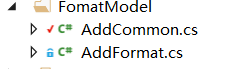 FomatModel
C# AddCommon.cs
C# AddFormat.cs